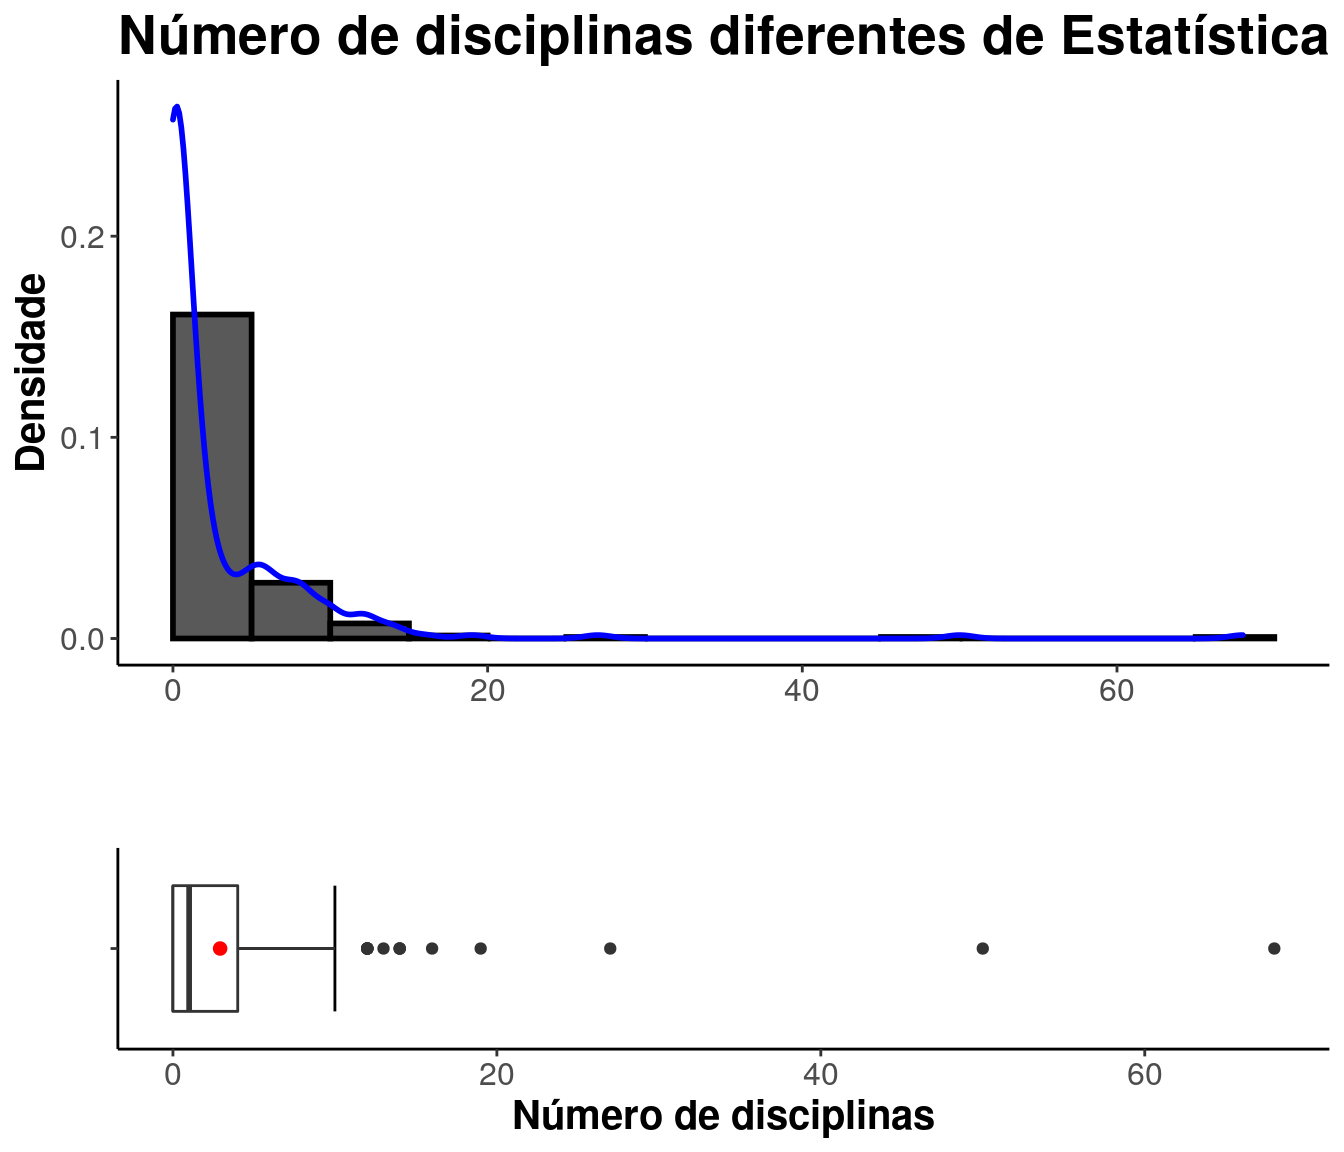 Número de disciplinas diferentes de Estatística
Densidade
0.2
0.1
0.0
0 20 40 60
0 20 40 60
Número de disciplinas